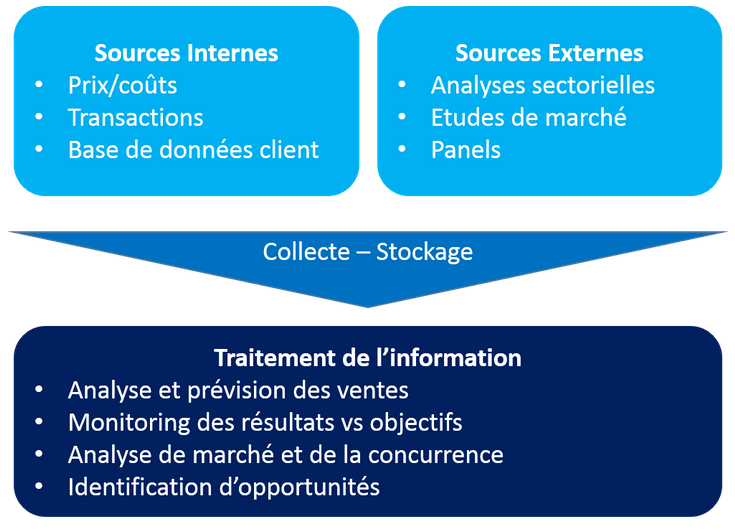 Sources Internes
• Prix/coûts
• Transactions
• Base de données client
Sources Externes
• Analyses sectorielles
• Etudes de marché
• Panels
Collecte – Stockage
Traitement de l’information
• Analyse et prévision des ventes
• Monitoring des résultats vs objectifs
• Analyse de marché et de la concurrence
• Identification d’opportunités